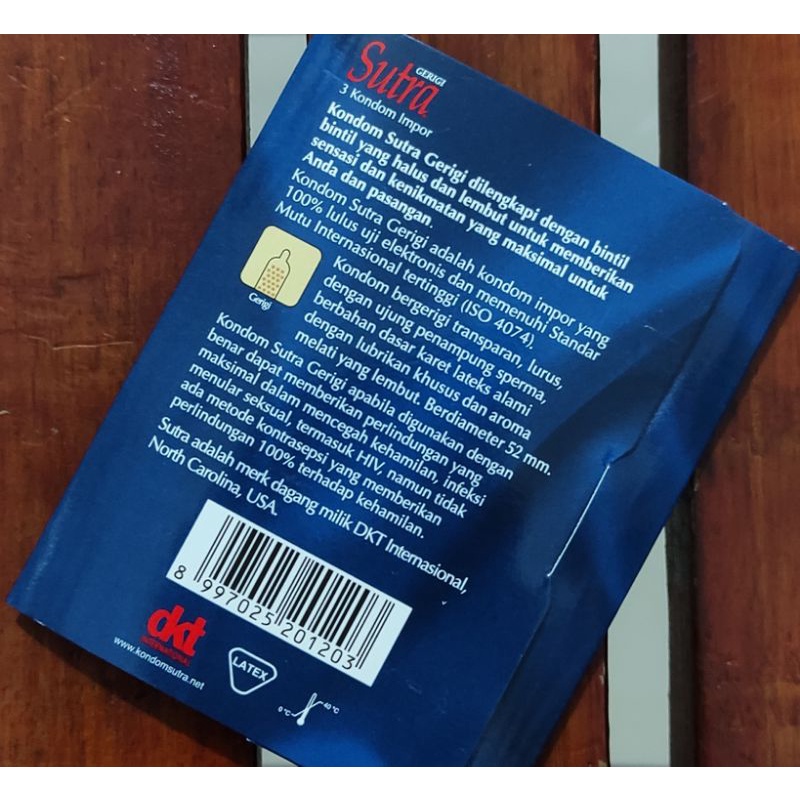 Sutra GERIGI
3 Kondom Impor
Kondom Sutra Gerigi dilengkapi dengan bintil
bintil yang halus dan lembut untuk memberikan
sensasi dan kenikmatan yang maksimal untuk
Anda dan pasangan.
Kondom Sutra Gerigi adalah kondom impor yang
100% lulus uji elektronis dan memenuhi Standar
Mutu Internasional tertinggi (ISO 4074).
Gerigi
Kondom bergerigi transparan, lurus,
dengan ujung penampung sperma,
berbahan dasar karet lateks alami
dengan lubrikan khusus dan aroma
melati yang lembut. Berdiameter 52 mm.
Kondom Sutra Gerigi apabila digunakan dengan
benar dapat memberikan perlindungan yang
maksimal dalam mencegah kehamilan, infeksi
menular seksual, termasuk HIV, namun tidak
ada metode kontrasepsi yang memberikan
perlindungan 100% terhadap kehamilan.
Sutra adalah merk dagang milik DKT Internasional,
North Carolina, USA.
8 997023 201203
dkt
INTERNATIONAL
www.kondomsutra.net
LATEX
0°C 40°C